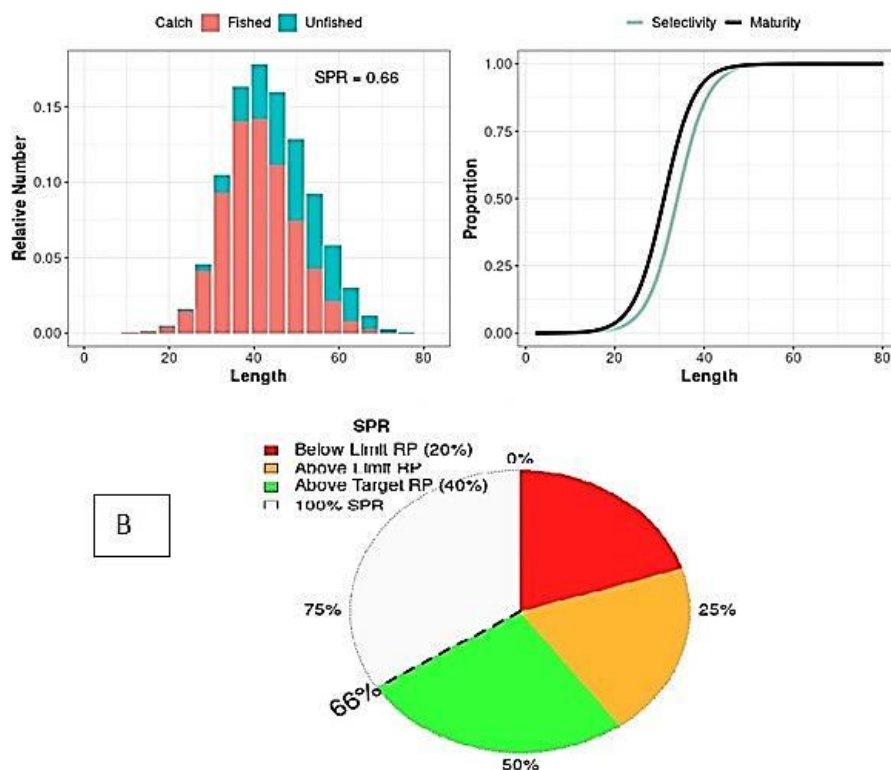 Catch Fished Unfished
SPR = 0.66
0.15
0.10
0.05
0.00
Relative Number
0 20 40 60 80
Length
Selectivity Maturity
1.00
0.75
0.50
0.25
0.00
Proportion
0 20 40 60 80
Length
B
SPR
Below Limit RP (20%)
Above Limit RP
Above Target RP (40%)
100% SPR
0%
25%
50%
66%
75%